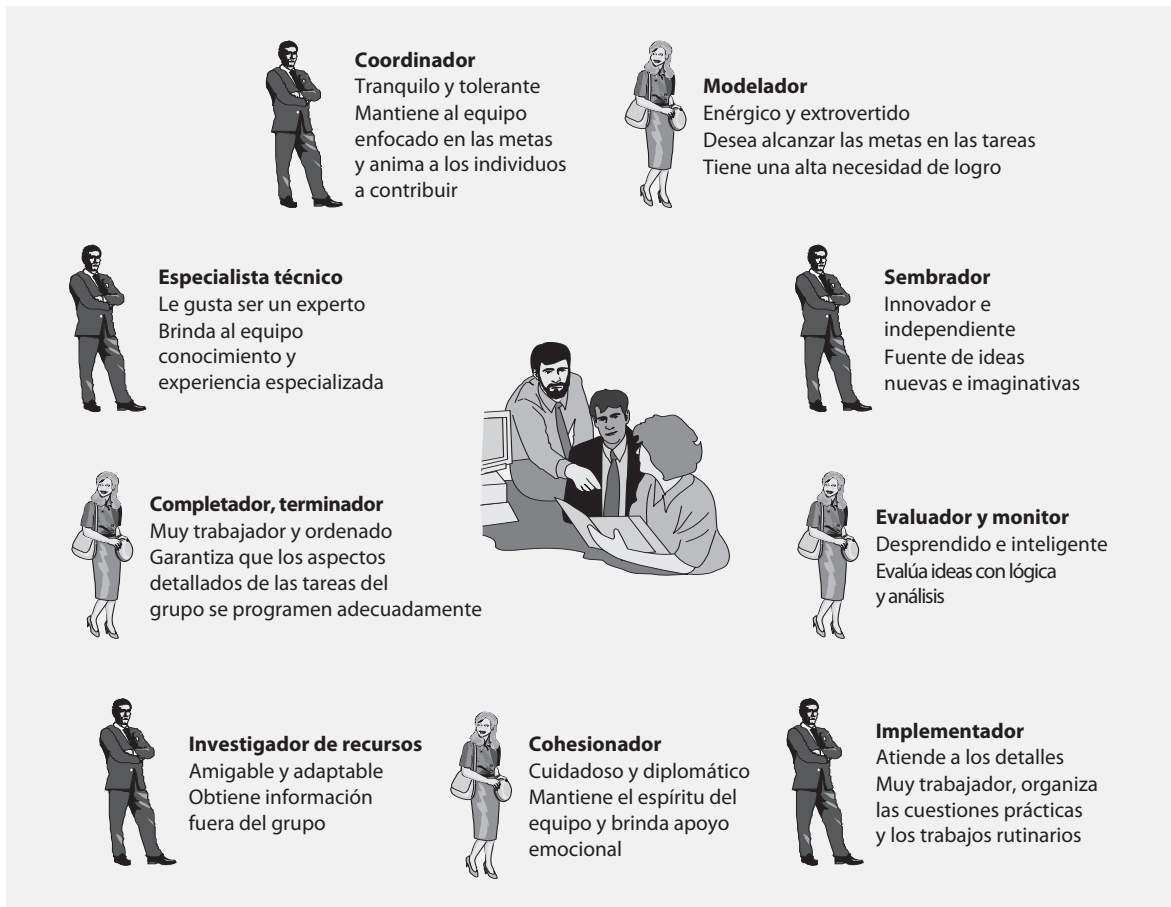 Coordinador
Tranquilo y tolerante
Mantiene al equipo
enfocado en las metas
y anima a los individuos
a contribuir
Modelador
Enérgico y extrovertido
Desea alcanzar las metas en las tareas
Tiene una alta necesidad de logro
Especialista técnico
Le gusta ser un experto
Brinda al equipo
conocimiento y
experiencia especializada
Sembrador
Innovador e
independiente
Fuente de ideas
nuevas e imaginativas
Completador, terminador
Muy trabajador y ordenado
Garantiza que los aspectos
detallados de las tareas del
grupo se programen adecuadamente
Evaluador y monitor
Desprendido e inteligente
Evalúa ideas con lógica
y análisis
Investigador de recursos
Amigable y adaptable
Obtiene información
fuera del grupo
Cohesionador
Cuidadoso y diplomático
Mantiene el espíritu del
equipo y brinda apoyo
emocional
Implementador
Atiende a los detalles
Muy trabajador, organiza
las cuestiones prácticas
y los trabajos rutinarios